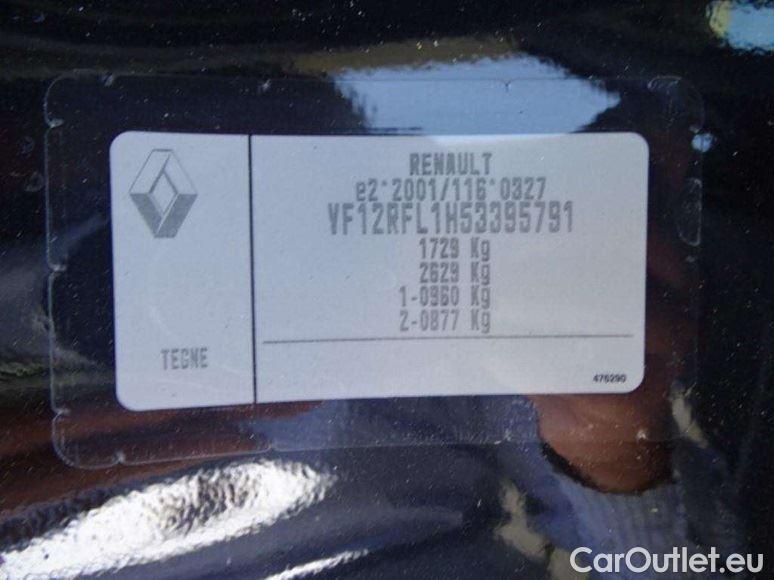 RENAULT
e2*2001/116*0327
VF12RFL1H53395791
1729 Kg
2629 Kg
1-0960 Kg
2-0877 Kg
TEGNE
476290
CarOutlet.eu